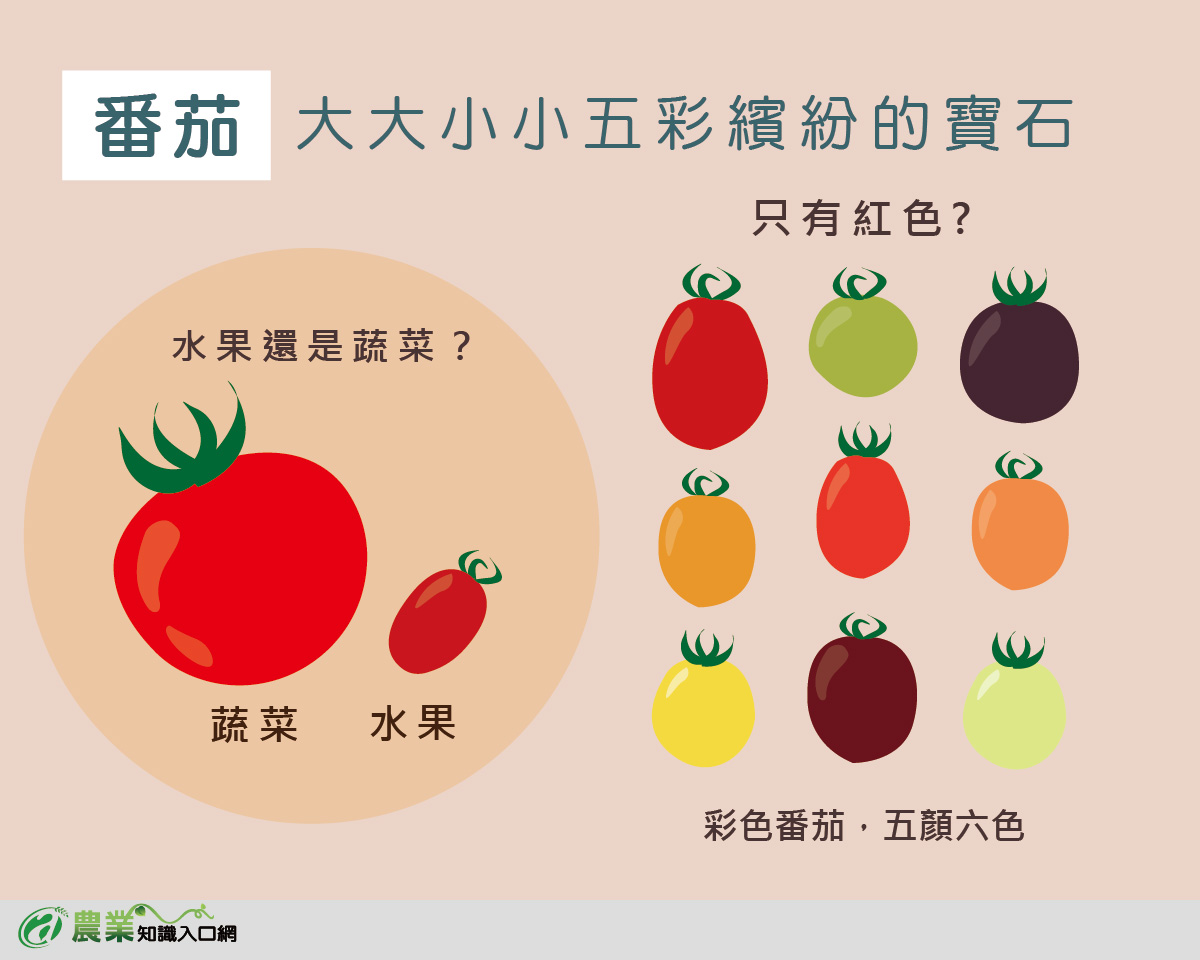 番茄 大大小小五彩繽紛的寶石
水果還是蔬菜？
蔬菜 水果
只有紅色?
彩色番茄，五顏六色
農業知識入口網